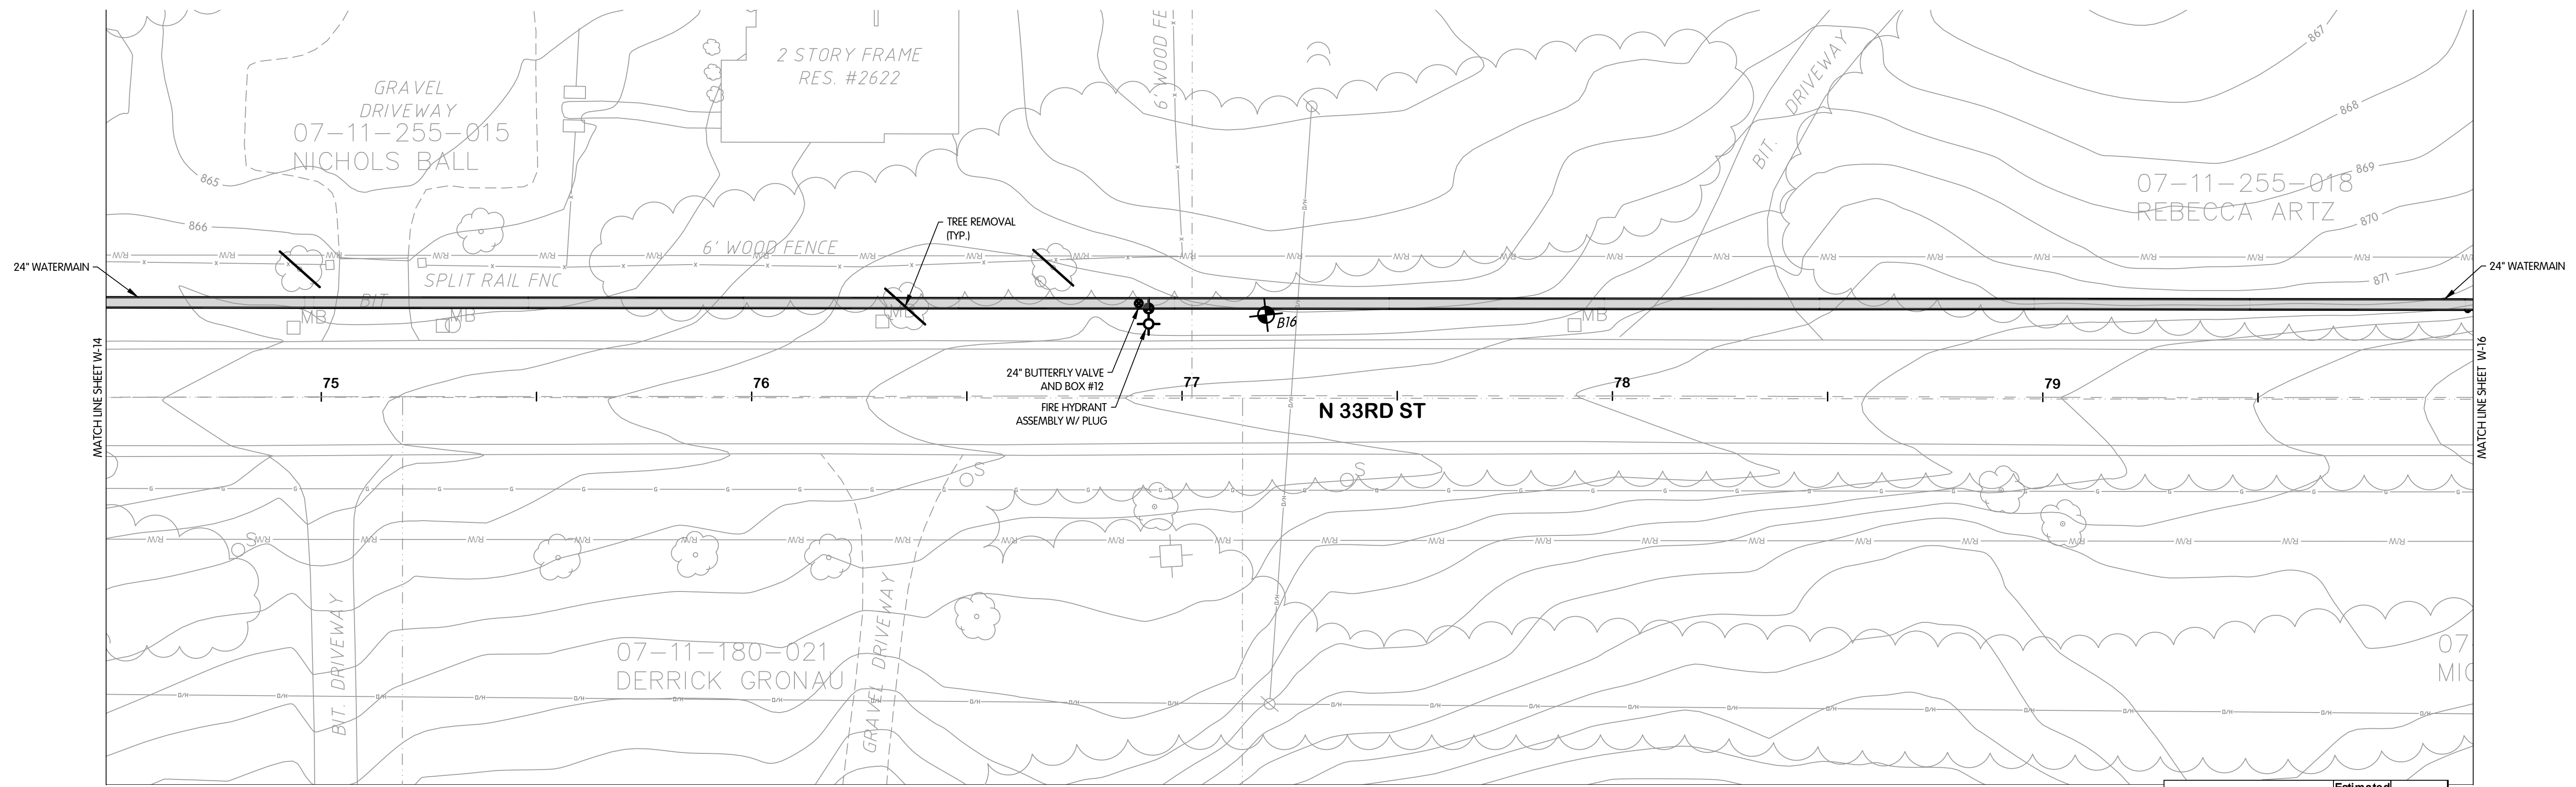 2 STORY FRAME
RES. #2622
6' WOOD FE
BIT. DRIVEWAY
867
868
869
870
871
GRAVEL
DRIVEWAY
07-11-255-015
NICHOLS BALL
865
866
07-11-255-018
REBECCA ARTZ
TREE REMOVAL
(TYP.)
6' WOOD FENCE
SPLIT RAIL FNC
BIT
24" WATERMAIN
24" WATERMAIN
MB
MB
MB
MB
B16
MATCH LINE SHEET W-14
MATCH LINE SHEET W-16
24" BUTTERFLY VALVE
AND BOX #12
FIRE HYDRANT
ASSEMBLY W/ PLUG
75
76
77
78
79
N 33RD ST
S
S
S
R/W
G
O/H
BIT. DRIVEWAY
GRAVEL DRIVEWAY
07-11-180-021
DERRICK GRONAU
07
MIC
Estimated